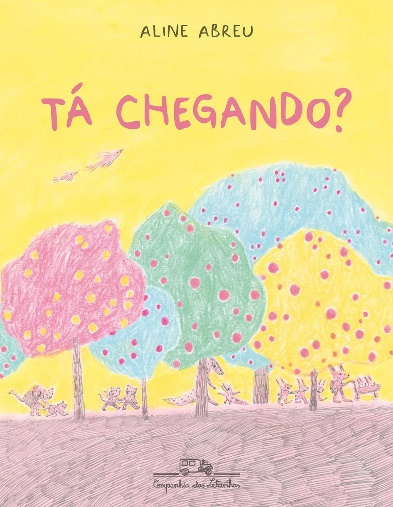 ALINE ABREU
TÁ CHEGANDO?
Companhia das Letrinhas